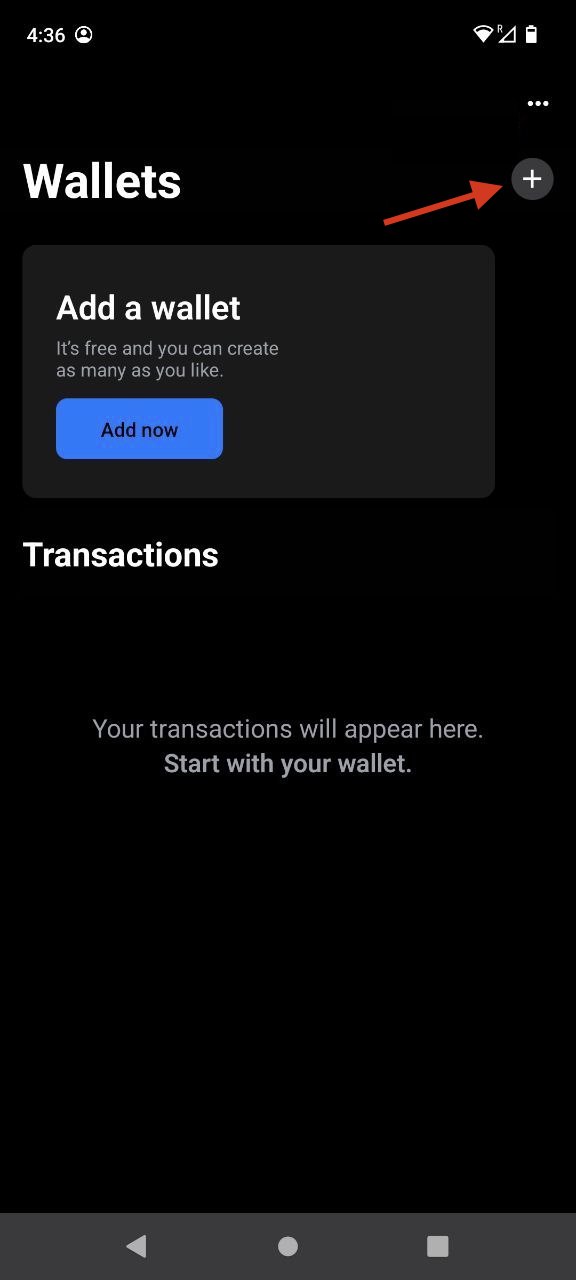 4:36
R
Wallets
Add a wallet
It's free and you can create
as many as you like.
Add now
Transactions
Your transactions will appear here.
Start with your wallet.